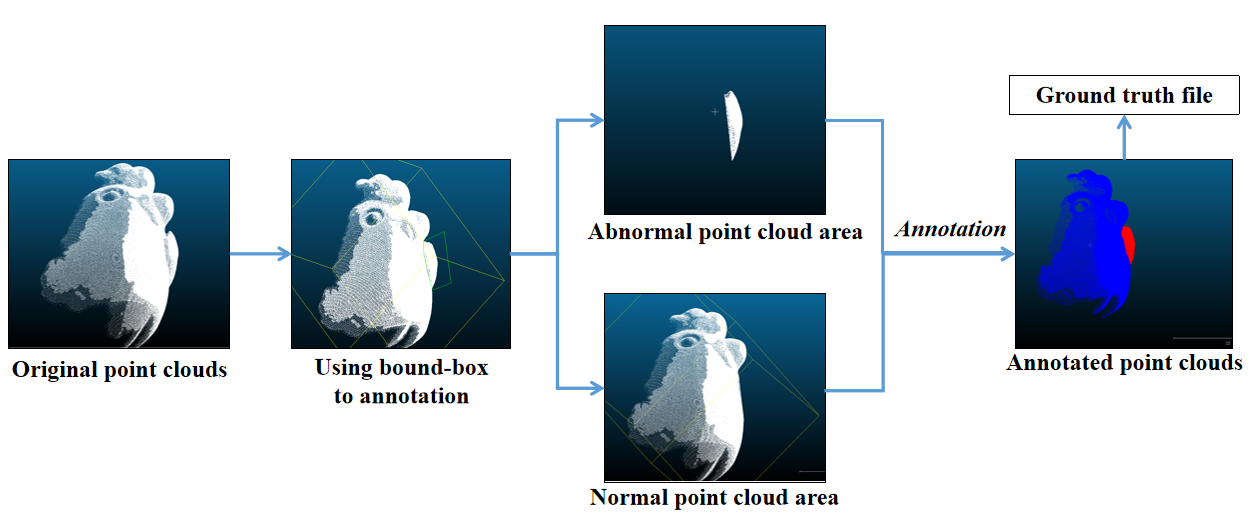 Original point clouds
Using bound-box
to annotation
Abnormal point cloud area
Normal point cloud area
Annotation
Ground truth file
Annotated point clouds